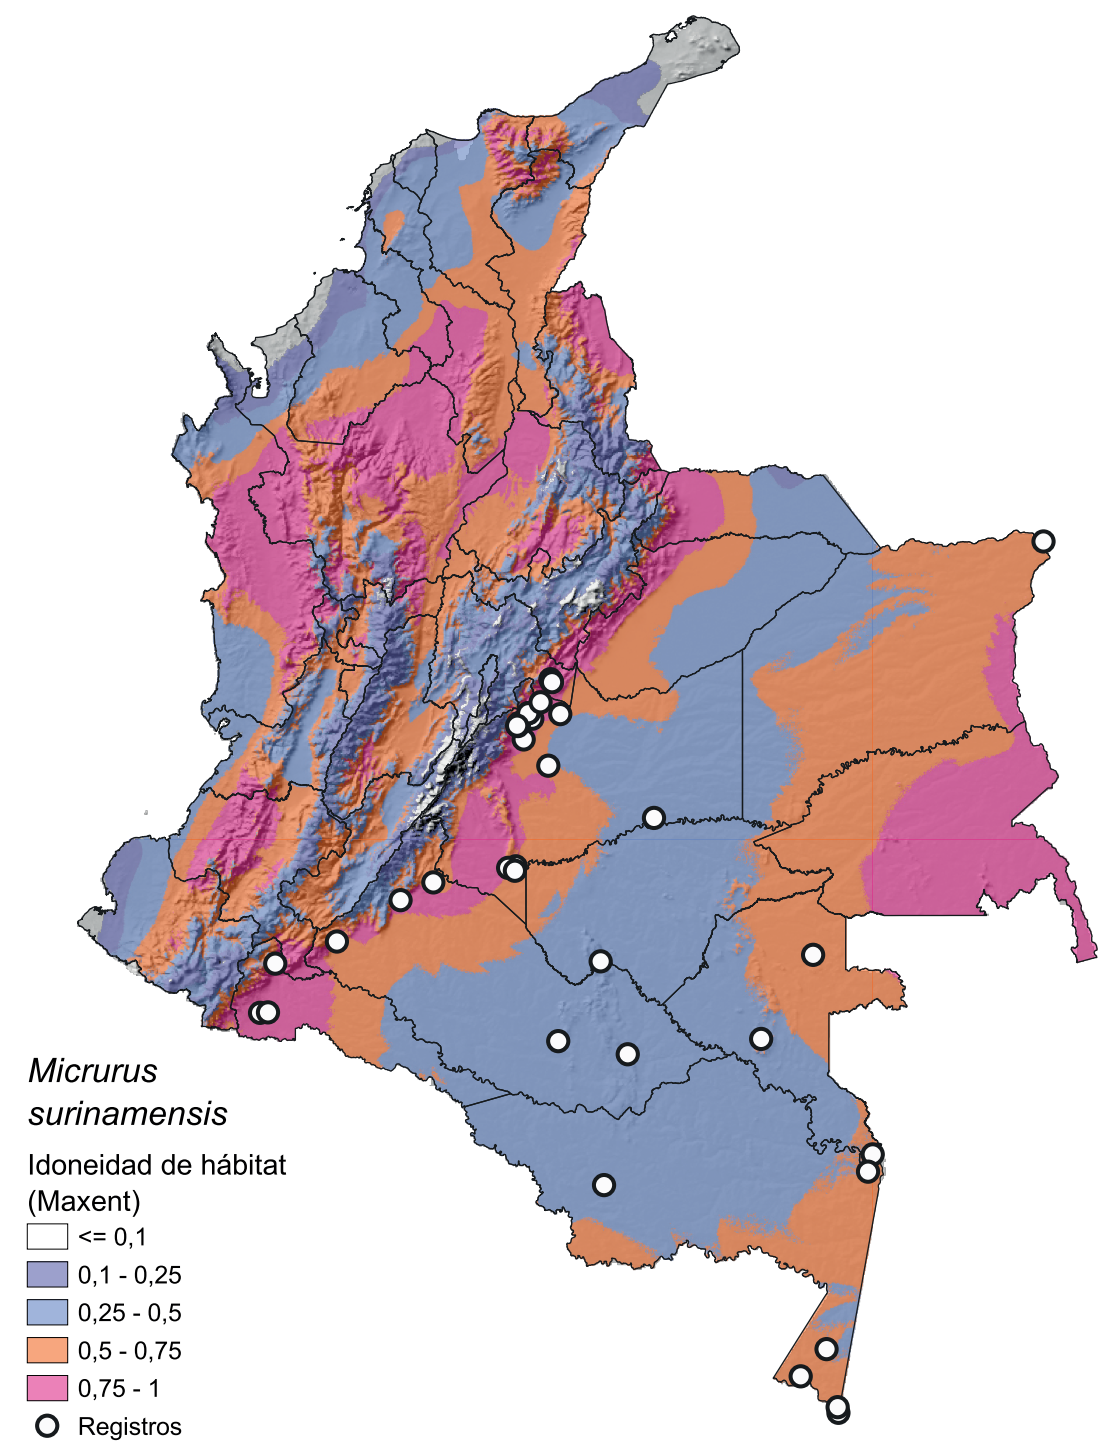 Micrurus
surinamensis
Idoneidad de hábitat
(Maxent)
<= 0,1
0,1 - 0,25
0,25 - 0,5
0,5 - 0,75
0,75 - 1
Registros